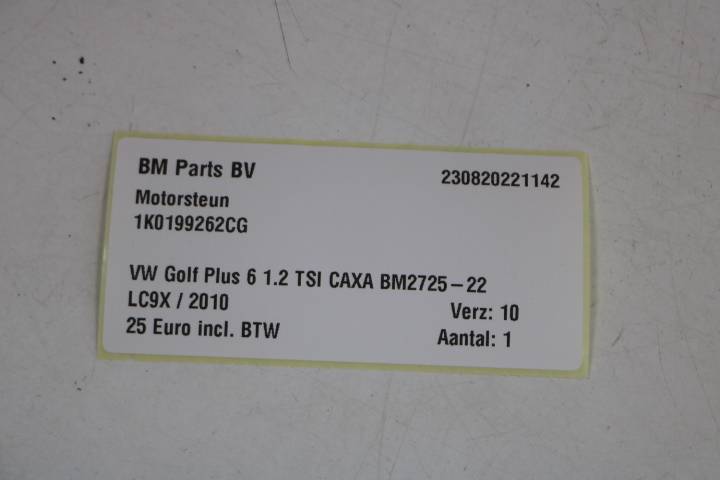 BM Parts BV 230820221142
Motorsteun
1K0199262CG
VW Golf Plus 6 1.2 TSI CAXA BM2725-22
LC9X / 2010 Verz: 10
25 Euro incl. BTW Aantal: 1